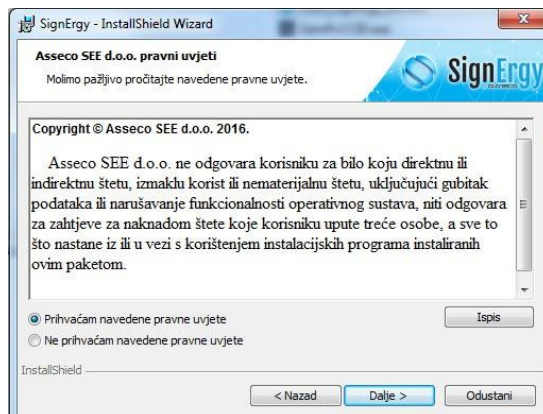 SignErgy - InstallShield Wizard
Asseco SEE d.o.o. pravni uvjeti
Molimo pažljivo pročitajte navedene pravne uvjete.
SignErgy
Copyright © Asseco SEE d.o.o. 2016.
Asseco SEE d.o.o. ne odgovara korisniku za bilo koju direktnu ili
indirektnu štetu, izmaklu korist ili nematerijalnu štetu, uključujući gubitak
podataka ili narušavanje funkcionalnosti operativnog sustava, niti odgovara
za zahtjeve za naknadom štete koje korisniku upute treće osobe, a sve to
što nastane iz ili u vezi s korištenjem instalacijskih programa instaliranih
ovim paketom.
Prihvaćam navedene pravne uvjete
Ispis
Ne prihvaćam navedene pravne uvjete
InstallShield
< Nazad
Dalje >
Odustani